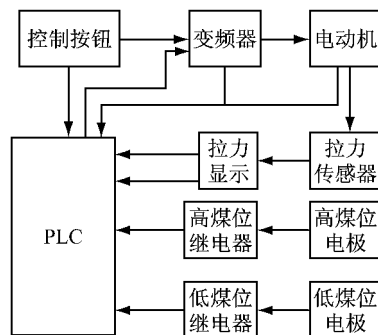 控制按钮
变频器
电动机
拉力
显示
拉力
传感器
PLC
高煤位
继电器
高煤位
电极
低煤位
继电器
低煤位
电极